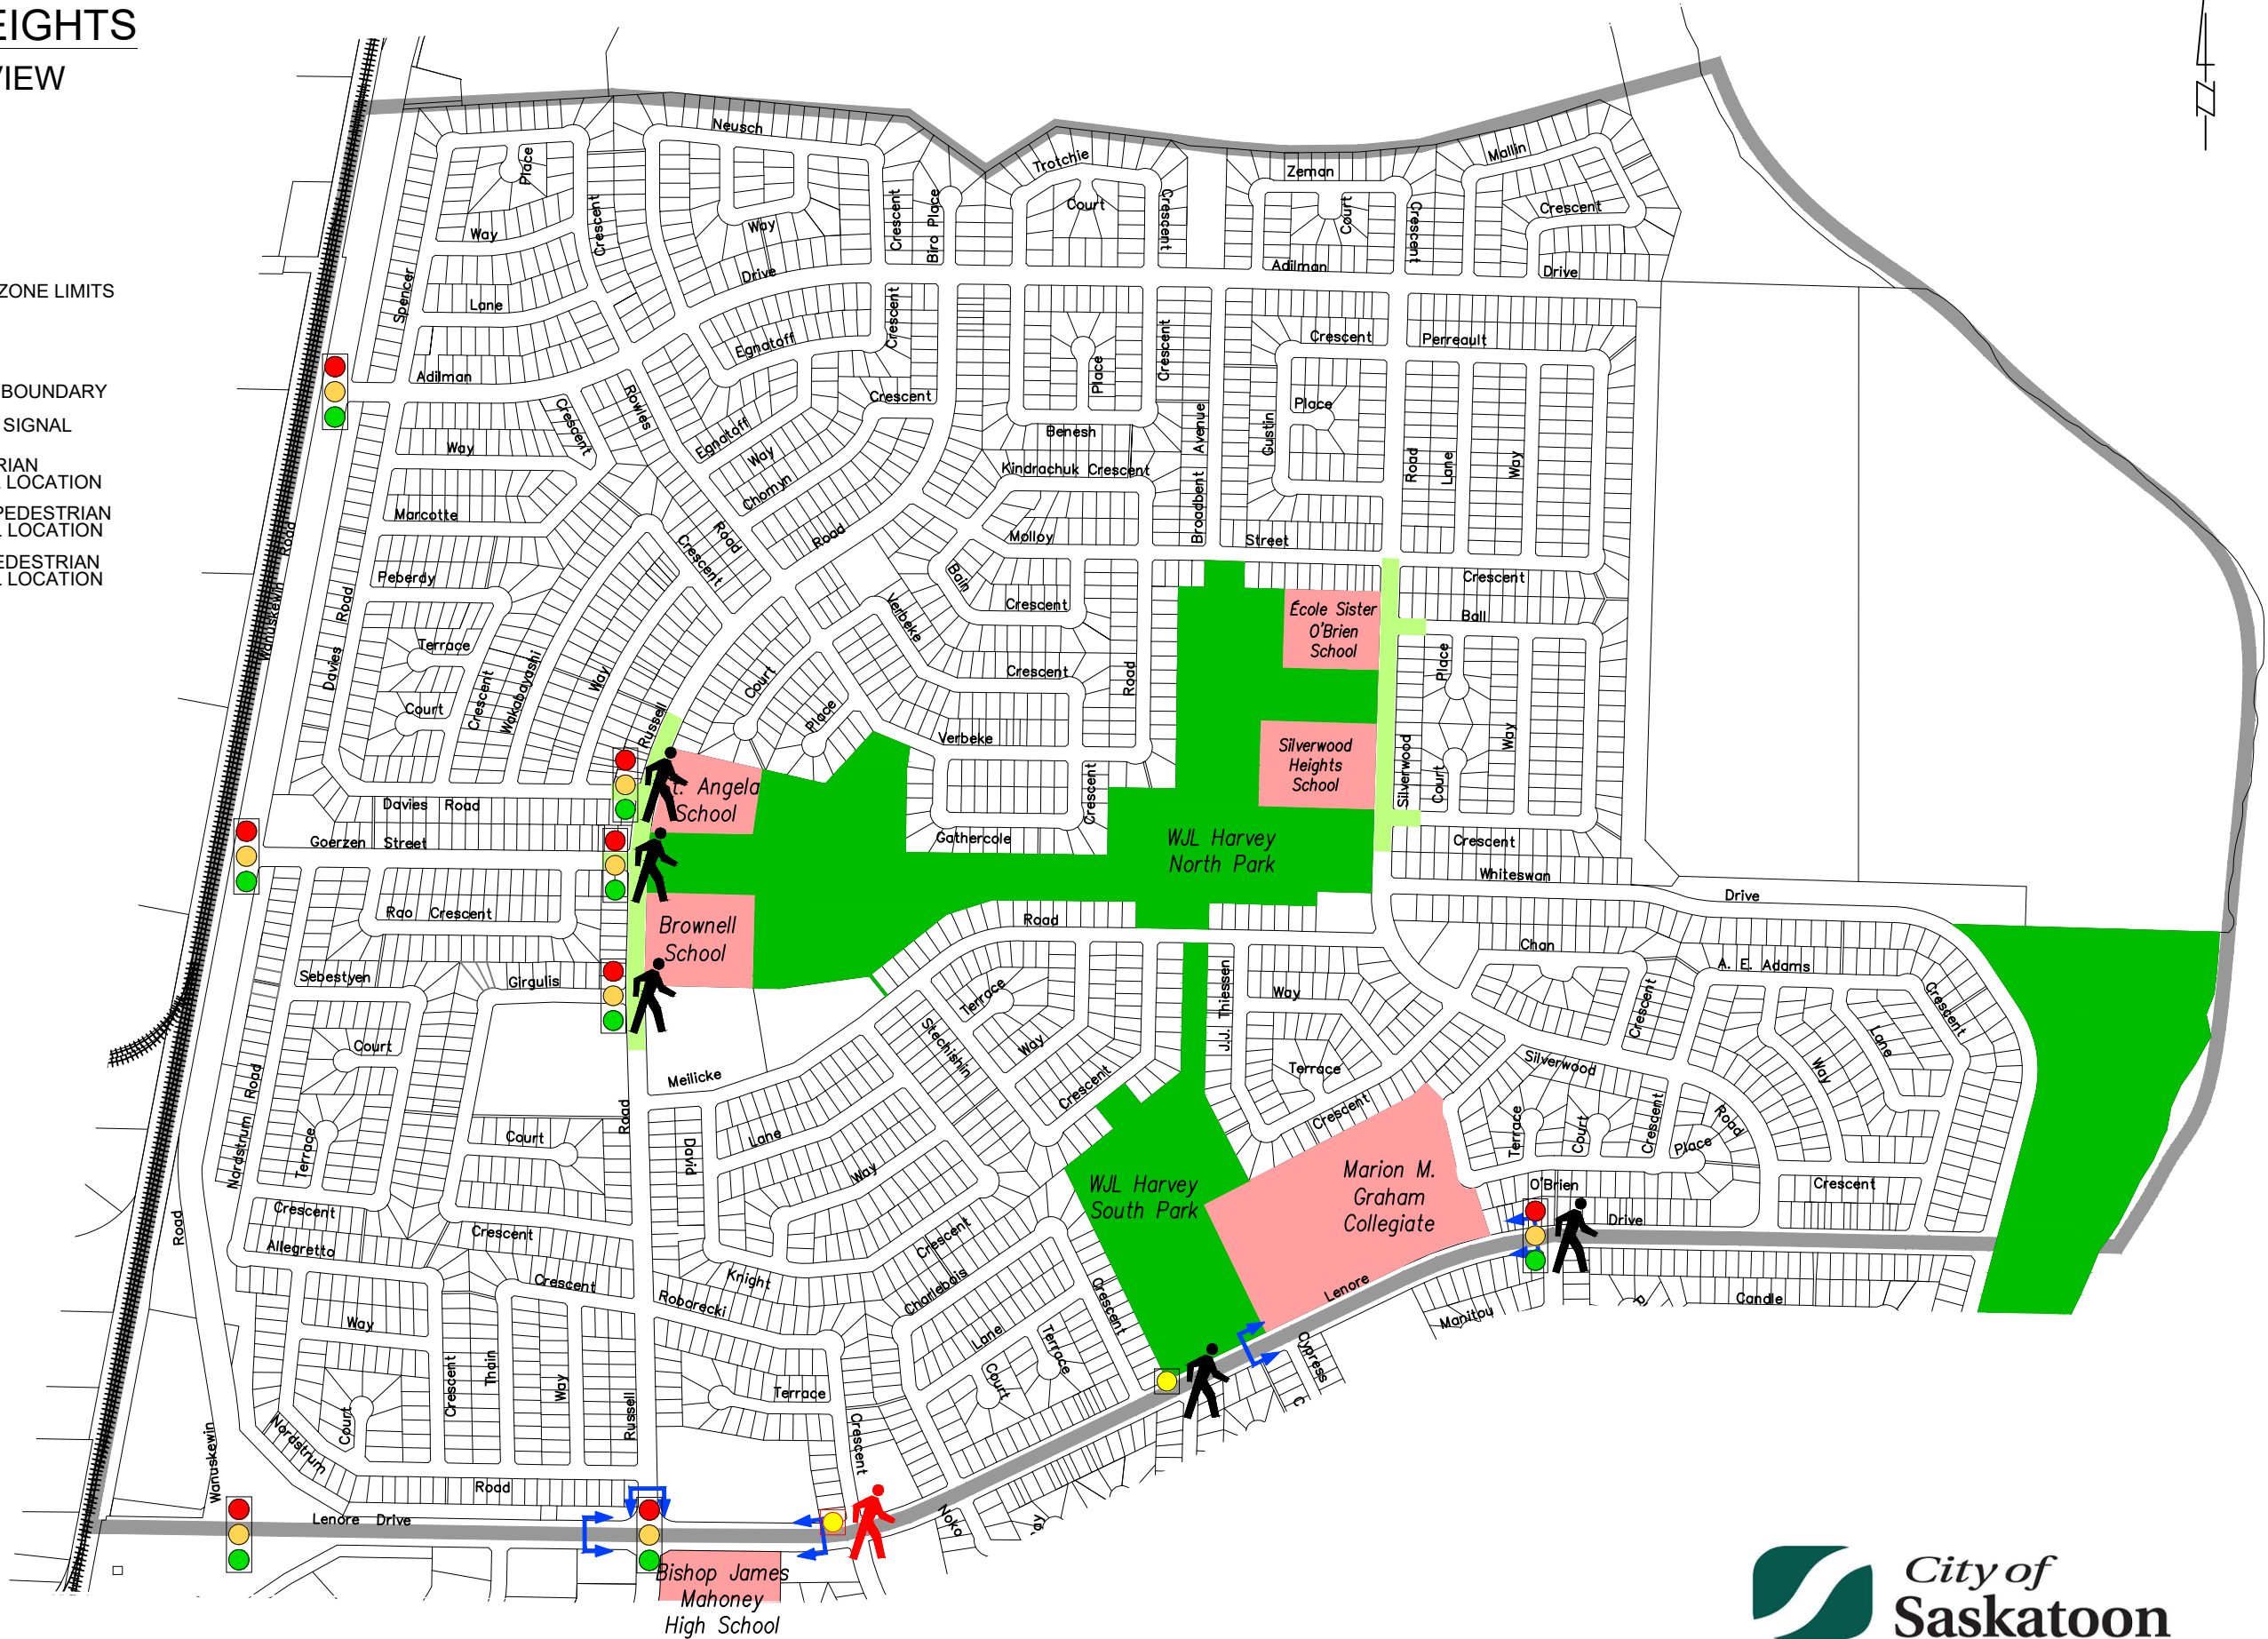 EIGHTS
VIEW
ZONE LIMITS
BOUNDARY
SIGNAL
RIAN
LOCATION
PEDESTRIAN
LOCATION
EDESTRIAN
LOCATION
Neusch
Trotchie
Zeman
Mallin
Place
Way
Crescent
Way
Crescent
Biro Place
Court
Crescent
Court
Crescent
Crescent
Spencer
Lane
Drive
Adilman
Drive
Adilman
Egnatoff
Crescent
Crescent
Place
Crescent
Perreault
Crescent
Rowles
Crescent
Place
Way
Egnatoff
Way
Chornyn
Benesh
Kindrachuk Crescent
Broadbent Avenue
Gustin
Road
Lane
Way
Marcotte
Road
Crescent
Road
Molloy
Street
Wanuskewin Road
Peberdy
Davies Road
Bain
Crescent
Verbeke
Crescent
Ball
École Sister
O'Brien
School
Terrace
Court
Crescent
Wakabayashi
Way
Russell
Court
Place
Crescent
Road
Verbeke
Place
Way
Silverwood
Court
Silverwood
Heights
School
St. Angela
School
Davies Road
Goerzen Street
Gathercole
Crescent
WJL Harvey
North Park
Crescent
Whiteswan
Drive
Rao Crescent
Brownell
School
Road
Chan
A. E. Adams
Crescent
Sebestyen
Girgulis
Terrace
Stechishin
Way
Crescent
J.J. Thiessen
Way
Terrace
Crescent
Crescent
Silverwood
Lane
Way
Court
Nordstrum Road
Meilicke
Road
Terrace
Court
David
Lane
Way
Terrace
Court
Crescent
Place
Road
O'Brien
Crescent
Drive
WJL Harvey
South Park
Marion M.
Graham
Collegiate
Road
Crescent
Allegretto
Crescent
Crescent
Knight
Roborecki
Crescent
Charlebois
Crescent
Lenore
Manitou
Candle
Way
Crescent
Thain
Way
Russell
Court
Lane
Terrace
Court
Terrace
Crescent
Cypress
C
Nordstrum
Road
Wanuskewin
Lenore Drive
Noko
Bishop James
Mahoney
High School
City of
Saskatoon